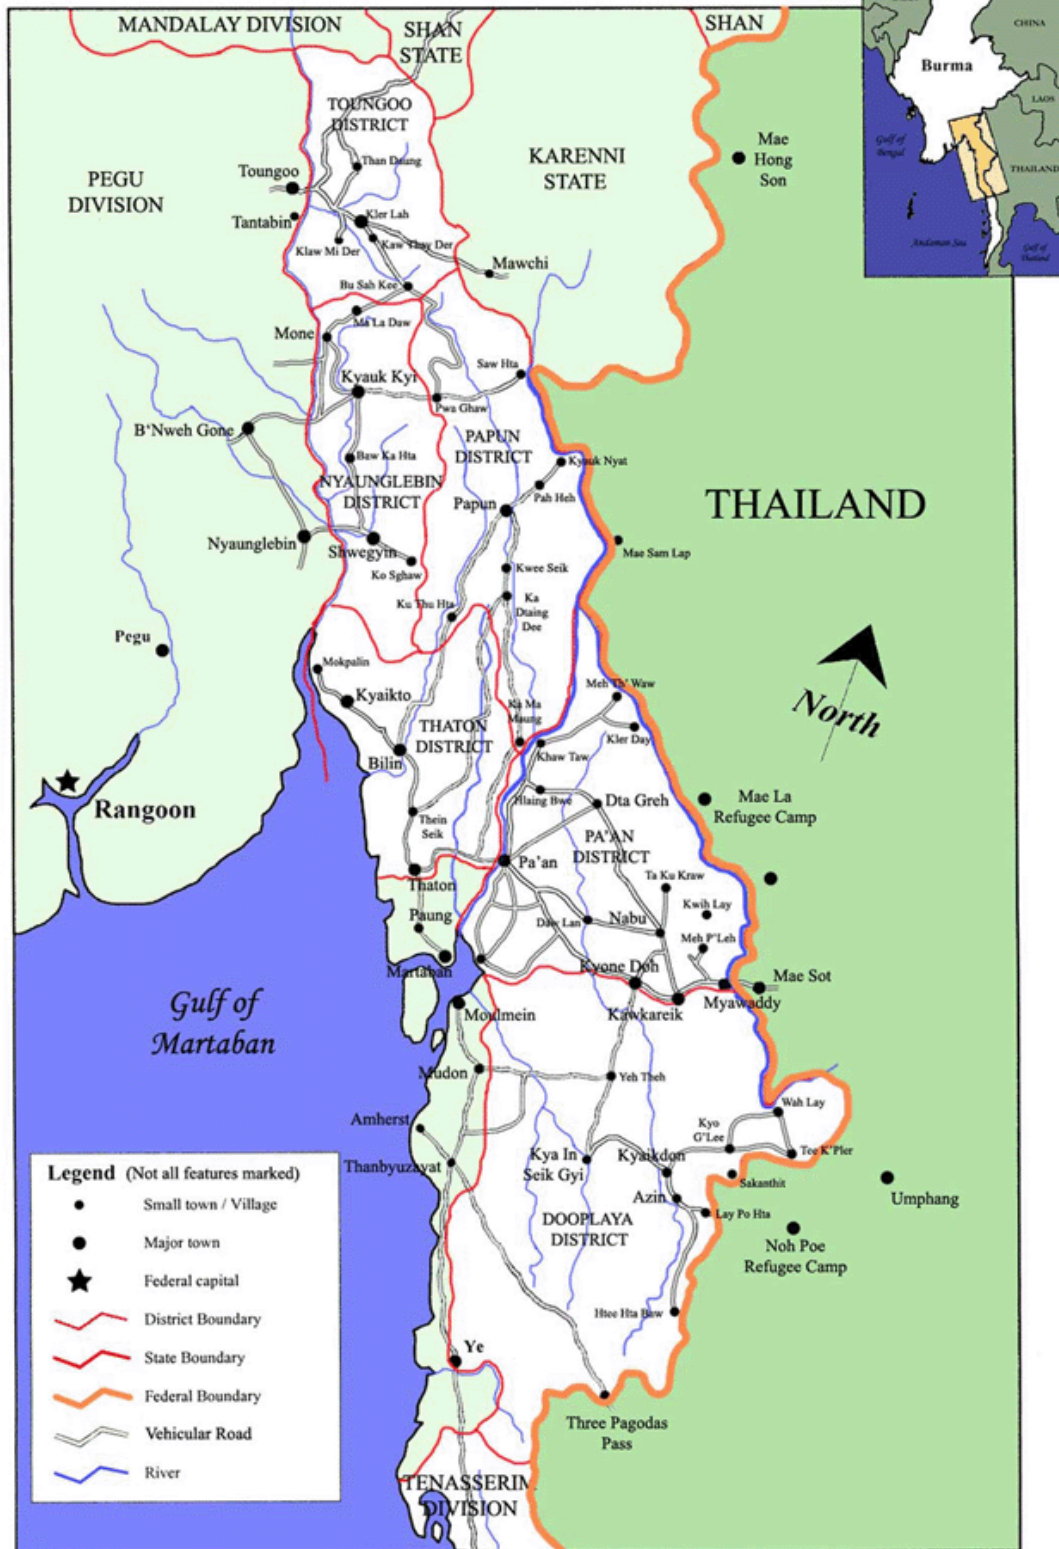 MANDALAY DIVISION
SHAN
STATE
SHAN
CHINA
Burma
LAOS
Gulf of
Bengal
THAILAND
Andaman Sea
Gulf of
Thailand
TOUNGOO
DISTRICT
KARENNI
STATE
Mae
Hong
Son
PEGU
DIVISION
Toungoo
Than Daung
Tantabin
Kler Lah
Klaw Mi Der
Kaw Thay Der
Mawchi
Bu Sah Kee
Ma La Daw
Mone
Saw Hta
Kyauk Kyi
Pwa Ghaw
B'Nweh Gone
PAPUN
DISTRICT
Baw Ka Hta
Kyauk Nyat
NYAUNGLEBIN
DISTRICT
Pah Heh
Papun
THAILAND
Nyaunglebin
Shwegyin
Mae Sam Lap
Ko Sghaw
Kwee Seik
Ku Thu Hta
Ka
Dtaing
Dee
Pegu
Mokpalin
Meh Th' Waw
Kyaikto
Ka Ma
Maung
North
THATON
DISTRICT
Kler Day
Bilin
Khaw Taw
Hlaing Bwe
Dta Greh
Mae La
Refugee Camp
Rangoon
Thein
Seik
PA'AN
DISTRICT
Pa'an
Thaton
Ta Ku Kraw
Paung
Daw Lan
Nabu
Kwih Lay
Meh P'Leh
Martaban
Kyone Doh
Mae Sot
Gulf of
Martaban
Moulmein
Kawkareik
Myawaddy
Mudon
Yeh Theh
Wah Lay
Amherst
Kyo
G'Lee
Thanbyuzayat
Kya In
Seik Gyi
Kyaikdon
Tee K'Pler
Sakanthit
Azin
Umphang
Lay Po Hta
DOOPLAYA
DISTRICT
Noh Poe
Refugee Camp
Htee Hta Baw
Ye
Three Pagodas
Pass
TENASSERIM
DIVISION
Legend (Not all features marked)
Small town / Village
Major town
Federal capital
District Boundary
State Boundary
Federal Boundary
Vehicular Road
River